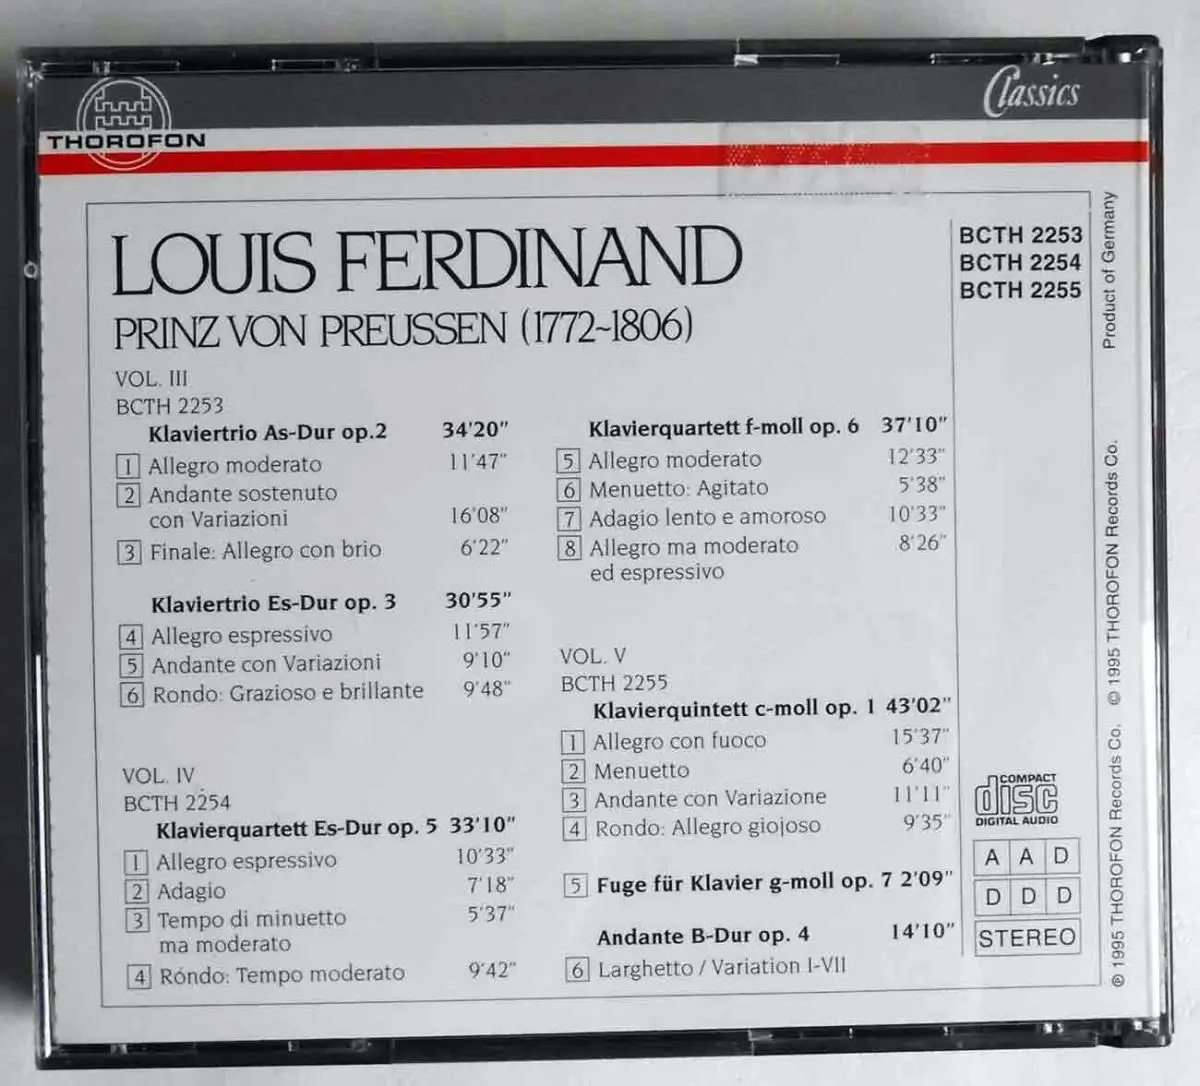 THOROFON
Classics
LOUIS FERDINAND
PRINZ VON PREUSSEN (1772~1806)
BCTH 2253
BCTH 2254
BCTH 2255
VOL. III
BCTH 2253
Klaviertrio As-Dur op.2 34'20"
1 Allegro moderato 11'47"
2 Andante sostenuto
con Variazioni 16'08"
3 Finale: Allegro con brio 6'22"
Klaviertrio Es-Dur op. 3 30'55"
4 Allegro espressivo 11'57"
5 Andante con Variazioni 9'10"
6 Rondo: Grazioso e brillante 9'48"
VOL. IV
BCTH 2254
Klavierquartett Es-Dur op. 5 33'10"
1 Allegro espressivo 10'33"
2 Adagio 7'18"
3 Tempo di minuetto 5'37"
ma moderato
4 Rondo: Tempo moderato 9'42"
Klavierquartett f-moll op. 6 37'10"
5 Allegro moderato 12'33"
6 Menuetto: Agitato 5'38"
7 Adagio lento e amoroso 10'33"
8 Allegro ma moderato 8'26"
ed espressivo
VOL. V
BCTH 2255
Klavierquintett c-moll op. 1 43'02"
1 Allegro con fuoco 15'37"
2 Menuetto 6'40"
3 Andante con Variazione 11'11"
4 Rondo: Allegro giojoso 9'35"
5 Fuge für Klavier g-moll op. 7 2'09"
Andante B-Dur op. 4 14'10"
6 Larghetto / Variation I-VII
COMPACT
disc
DIGITAL AUDIO
A A D
D D D
STEREO
℗ 1995 THOROFON Records Co. © 1995 THOROFON Records Co. Product of Germany